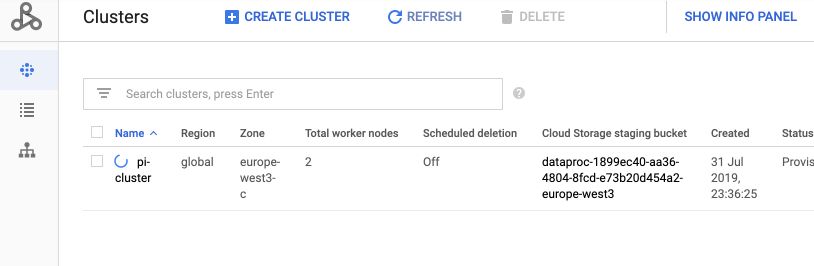 Clusters
CREATE CLUSTER
REFRESH
DELETE
SHOW INFO PANEL
Search clusters, press Enter
?
Name Region Zone Total worker nodes Scheduled deletion Cloud Storage staging bucket Created Status
pi-
cluster
global
europe-
west3-
c
2
Off
dataproc-1899ec40-aa36-
4804-8fcd-e73b20d454a2-
europe-west3
31 Jul
2019,
23:36:25
Provis